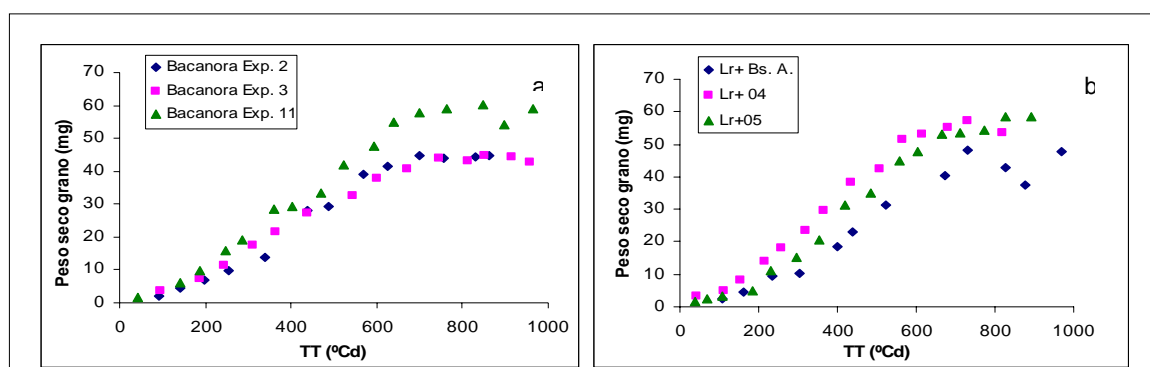 Bacanora Exp. 2
Bacanora Exp. 3
Bacanora Exp. 11
a
Peso seco grano (mg)
70
60
50
40
30
20
10
0
0 200 400 600 800 1000
TT (ºCd)
Lr+ Bs. A.
Lr+ 04
Lr+05
b
Peso seco grano (mg)
70
60
50
40
30
20
10
0
0 200 400 600 800 1000
TT (ºCd)